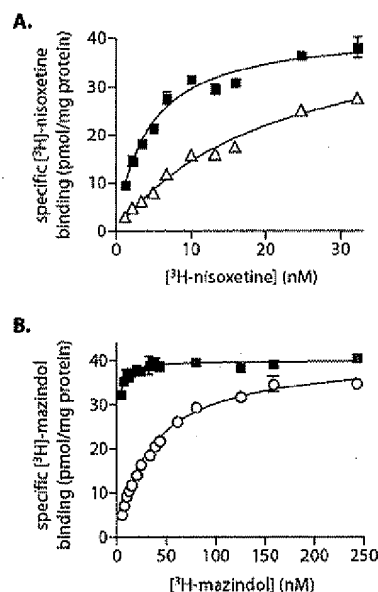 A.
specific [³H]-nisoxetine
binding (pmol/mg protein)
40
30
20
10
0
0
10
20
30
[³H-nisoxetine] (nM)
B.
specific [³H]-mazindol
binding (pmol/mg protein)
40
30
20
10
0
0
50
100
150
200
250
[³H-mazindol] (nM)